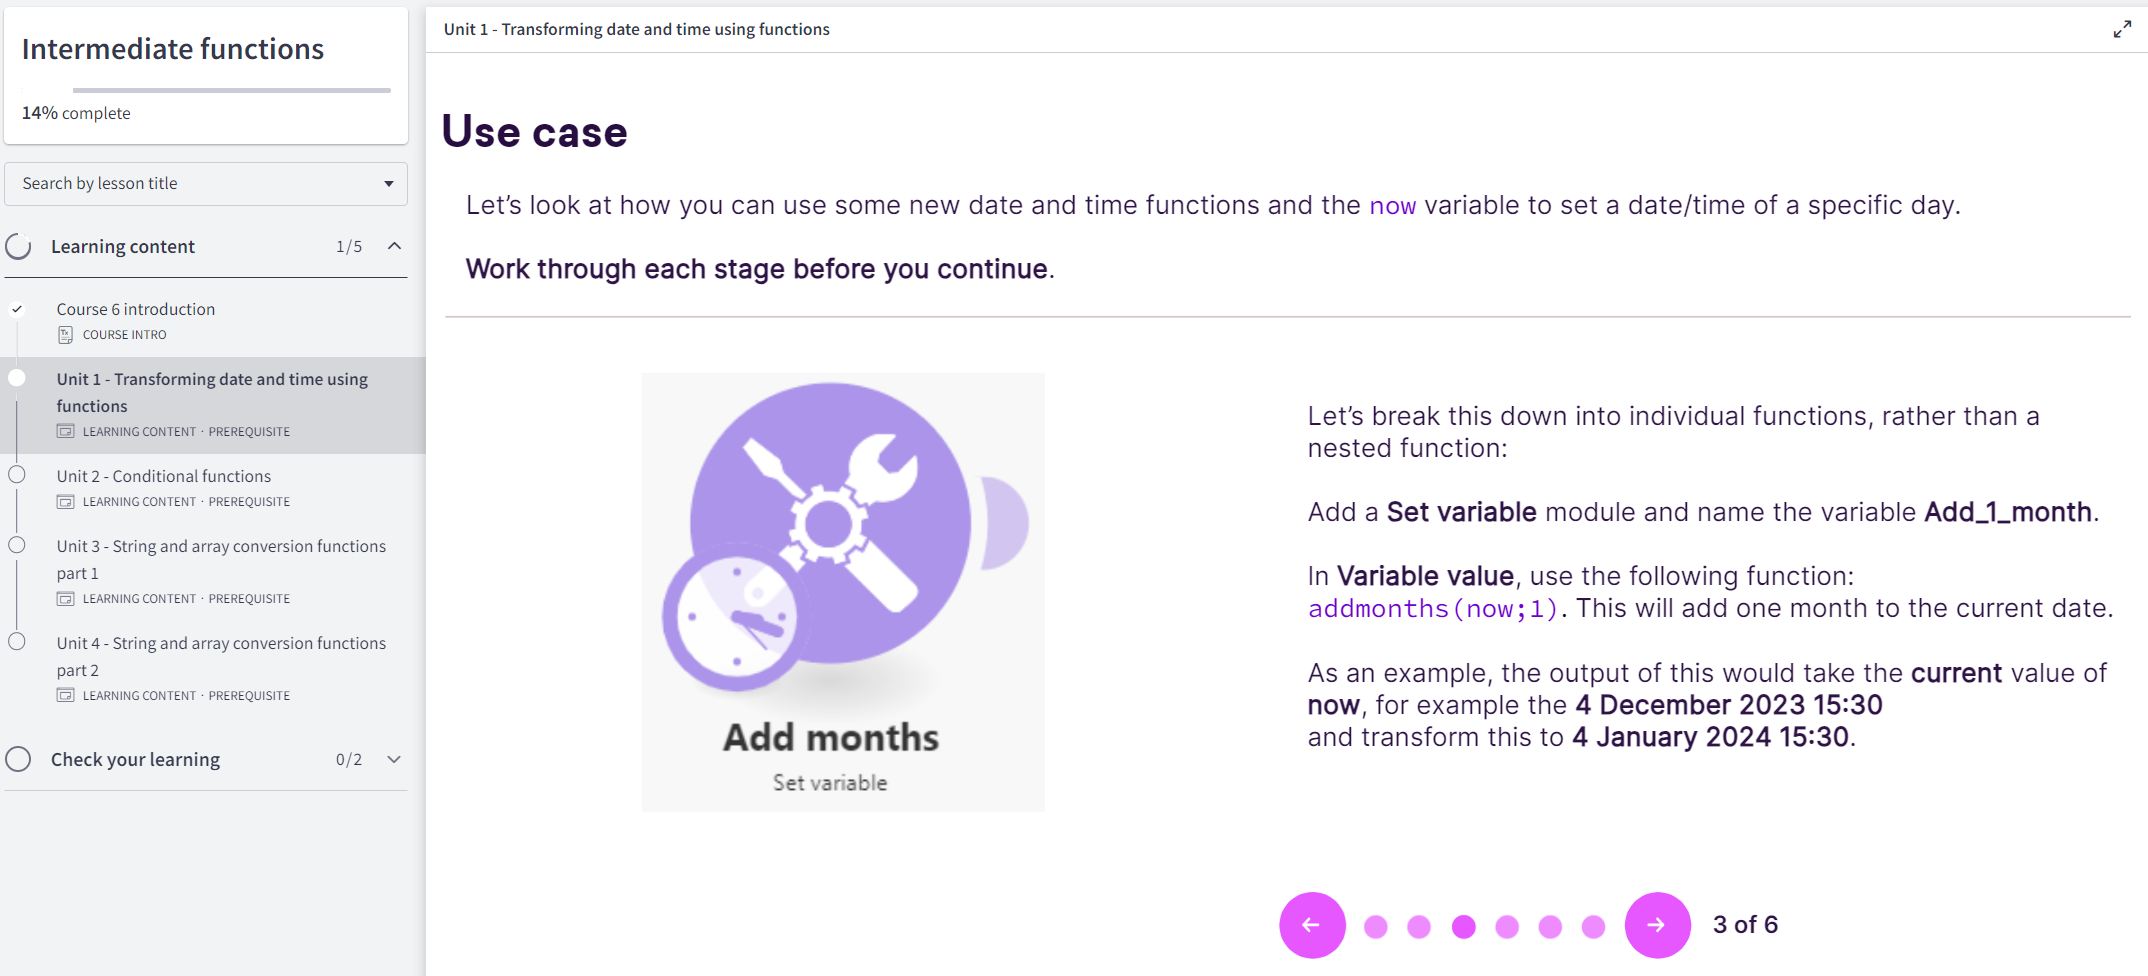 Intermediate functions
14% complete
Search by lesson title
Learning content 1/5
Course 6 introduction
COURSE INTRO
Unit 1 - Transforming date and time using
functions
LEARNING CONTENT · PREREQUISITE
Unit 2 - Conditional functions
LEARNING CONTENT · PREREQUISITE
Unit 3 - String and array conversion functions
part 1
LEARNING CONTENT · PREREQUISITE
Unit 4 - String and array conversion functions
part 2
LEARNING CONTENT · PREREQUISITE
Check your learning 0/2
Unit 1 - Transforming date and time using functions
Use case
Let’s look at how you can use some new date and time functions and the now variable to set a date/time of a specific day.
Work through each stage before you continue.
Add months
Set variable
Let’s break this down into individual functions, rather than a
nested function:
Add a Set variable module and name the variable Add_1_month.
In Variable value, use the following function:
addmonths(now;1). This will add one month to the current date.
As an example, the output of this would take the current value of
now, for example the 4 December 2023 15:30
and transform this to 4 January 2024 15:30.
3 of 6